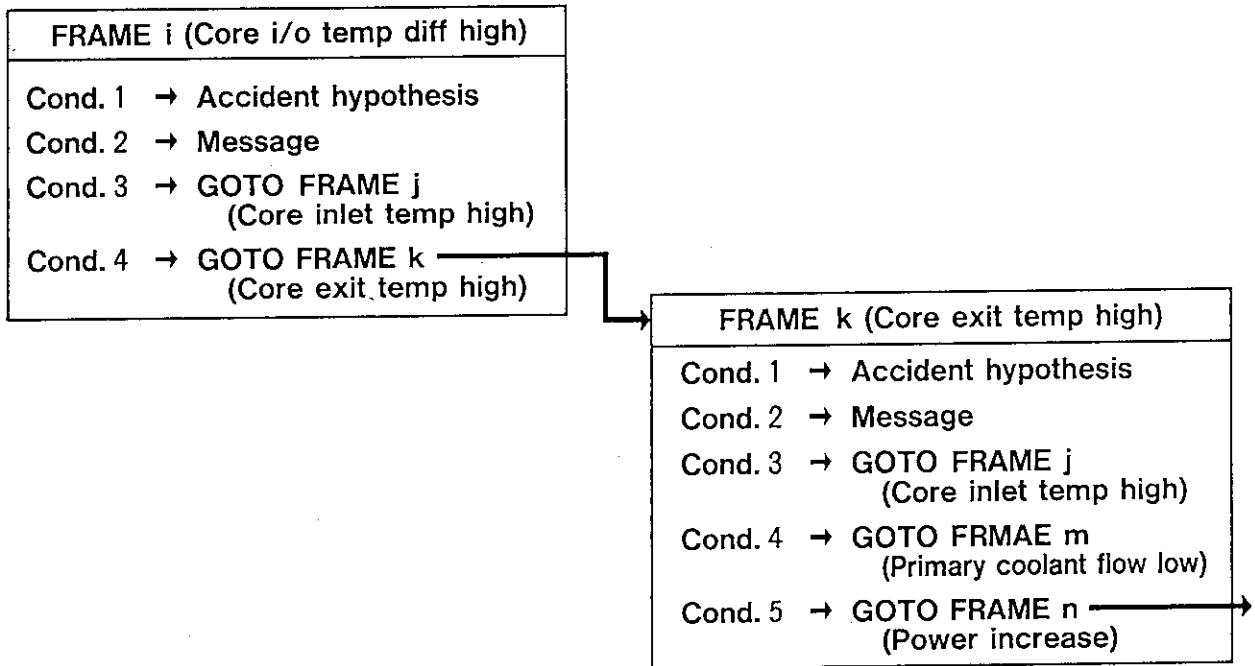 FRAME i (Core i/o temp diff high)
Cond. 1 → Accident hypothesis
Cond. 2 → Message
Cond. 3 → GOTO FRAME j
(Core inlet temp high)
Cond. 4 → GOTO FRAME k
(Core exit temp high)
FRAME k (Core exit temp high)
Cond. 1 → Accident hypothesis
Cond. 2 → Message
Cond. 3 → GOTO FRAME j
(Core inlet temp high)
Cond. 4 → GOTO FRMAE m
(Primary coolant flow low)
Cond. 5 → GOTO FRAME n
(Power increase)